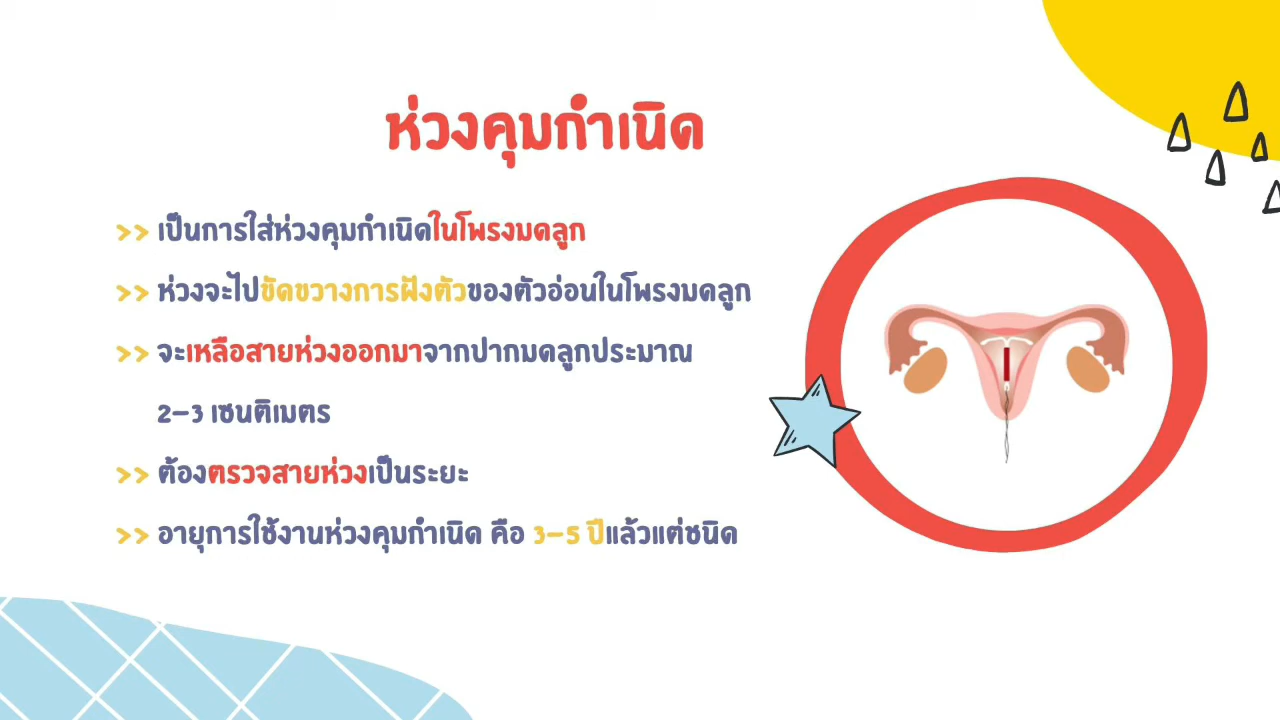 ห่วงคุมกำเนิด
>> เป็นการใส่ห่วงคุมกำเนิดในโพรงมดลูก
>> ห่วงจะไปขัดขวางการฝังตัวของตัวอ่อนในโพรงมดลูก
>> จะเหลือสายห่วงออกมาจากปากมดลูกประมาณ
2-3 เซนติเมตร
>> ต้องตรวจสายห่วงเป็นระยะ
>> อายุการใช้งานห่วงคุมกำเนิด คือ 3-5 ปีแล้วแต่ชนิด